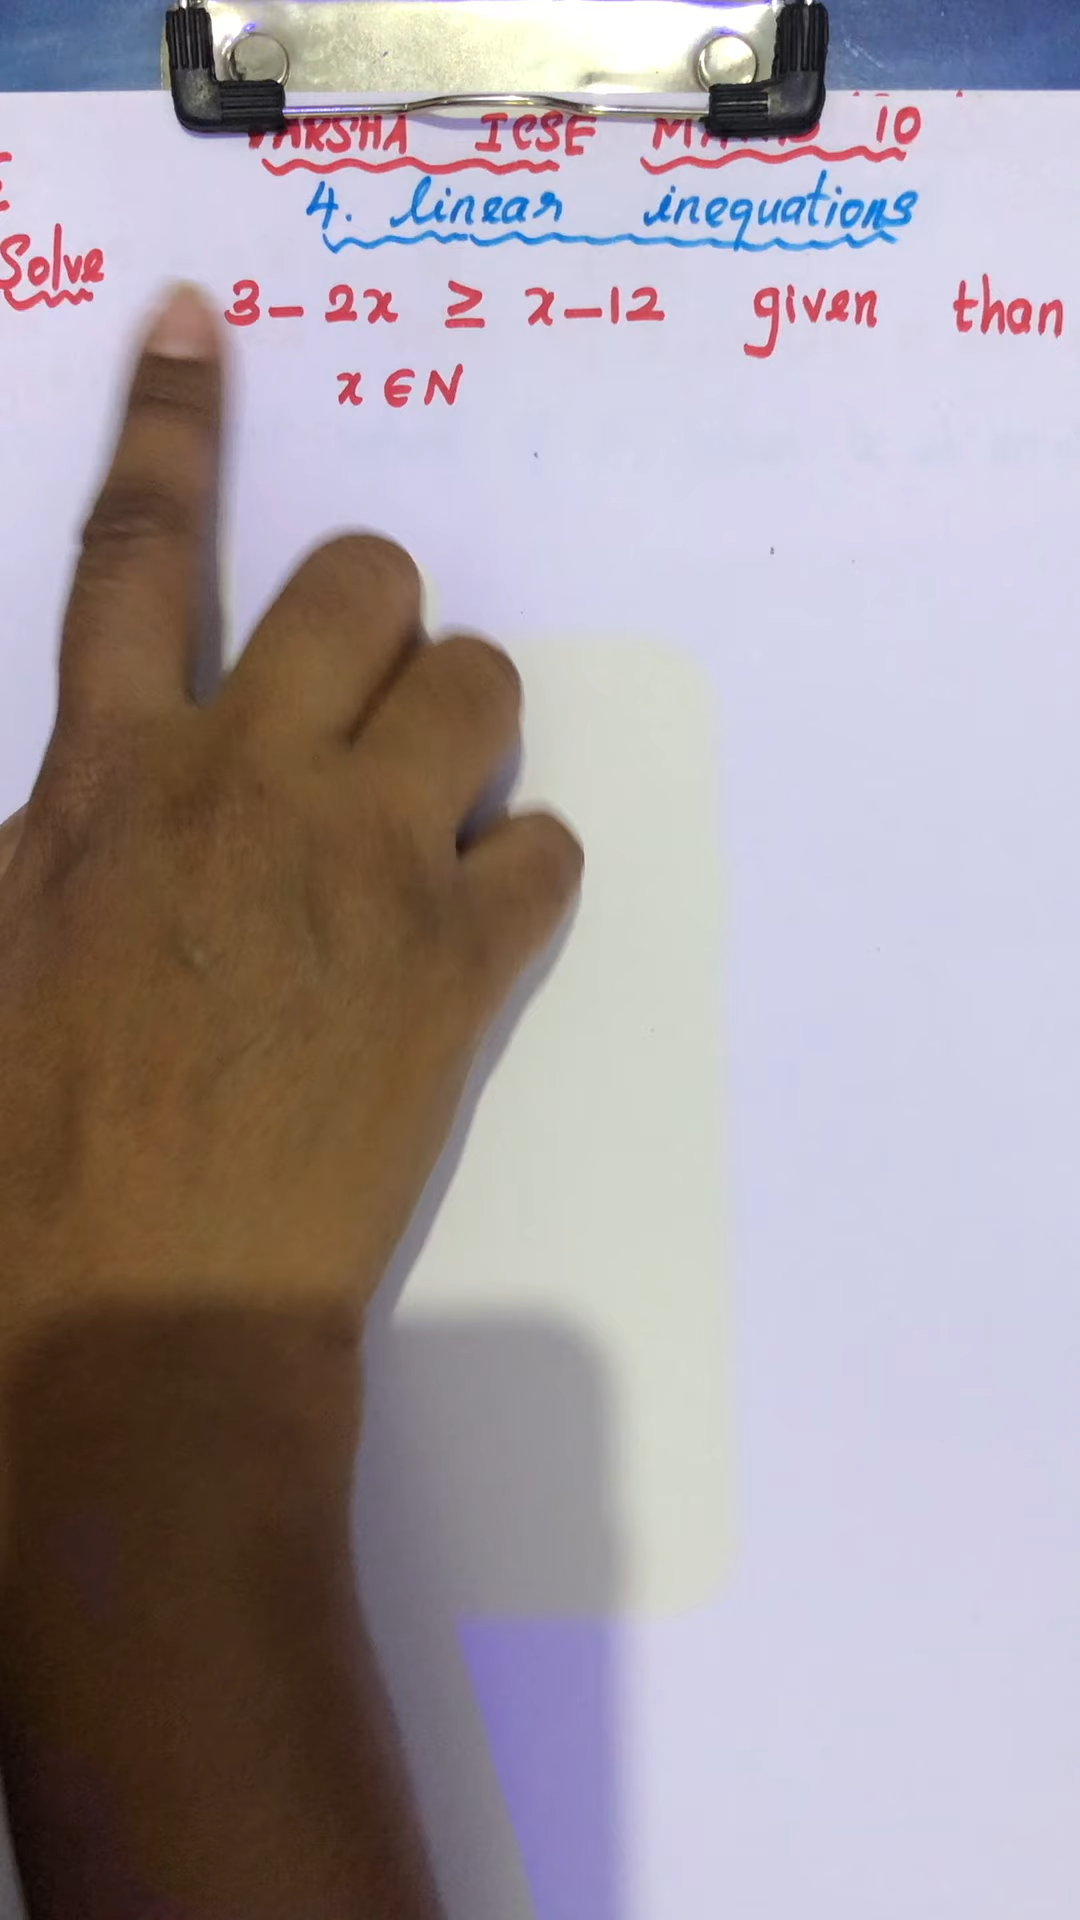 ICSE 10
4. linear inequations
Solve 3-2x ≥ x-12 given than
x ∈ N